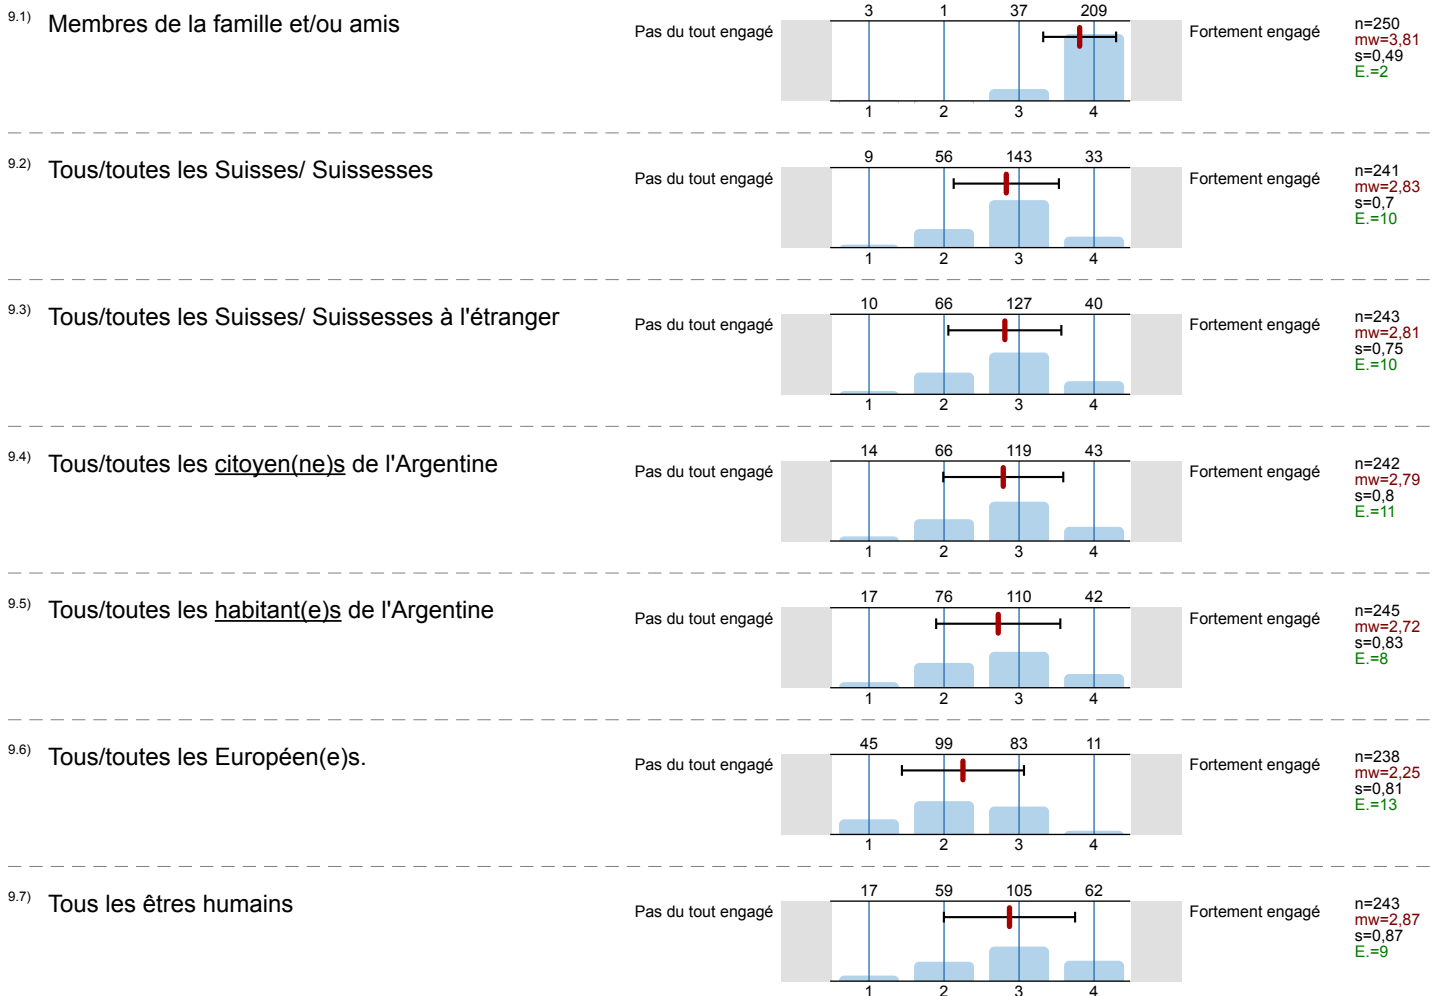 9.1) Membres de la famille et/ou amis
3 1 37 209
Pas du tout engagé
Fortement engagé
1 2 3 4
n=250
mw=3,81
s=0,49
E.=2
9.2) Tous/toutes les Suisses/ Suissesses
9 56 143 33
Pas du tout engagé
Fortement engagé
1 2 3 4
n=241
mw=2,83
s=0,7
E.=10
9.3) Tous/toutes les Suisses/ Suissesses à l'étranger
10 66 127 40
Pas du tout engagé
Fortement engagé
1 2 3 4
n=243
mw=2,81
s=0,75
E.=10
9.4) Tous/toutes les citoyen(ne)s de l'Argentine
14 66 119 43
Pas du tout engagé
Fortement engagé
1 2 3 4
n=242
mw=2,79
s=0,8
E.=11
9.5) Tous/toutes les habitant(e)s de l'Argentine
17 76 110 42
Pas du tout engagé
Fortement engagé
1 2 3 4
n=245
mw=2,72
s=0,83
E.=8
9.6) Tous/toutes les Européen(e)s.
45 99 83 11
Pas du tout engagé
Fortement engagé
1 2 3 4
n=238
mw=2,25
s=0,81
E.=13
9.7) Tous les êtres humains
17 59 105 62
Pas du tout engagé
Fortement engagé
1 2 3 4
n=243
mw=2,87
s=0,87
E.=9